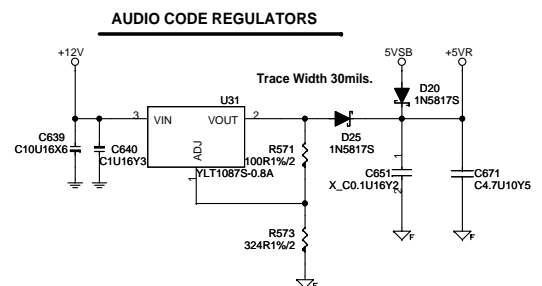 AUDIO CODE REGULATORS
+12V
5VSB
+5VR
Trace Width 30mils.
D20
1N5817S
U31
3
VIN
VOUT
2
ADJ
1
YLT1087S-0.8A
D25
1N5817S
C639
C10U16X6
C640
C1U16Y3
R571
100R1%/2
1
C651
X_C0.1U16Y2
2
C671
C4.7U10Y5
R573
324R1%/2
F
F
F